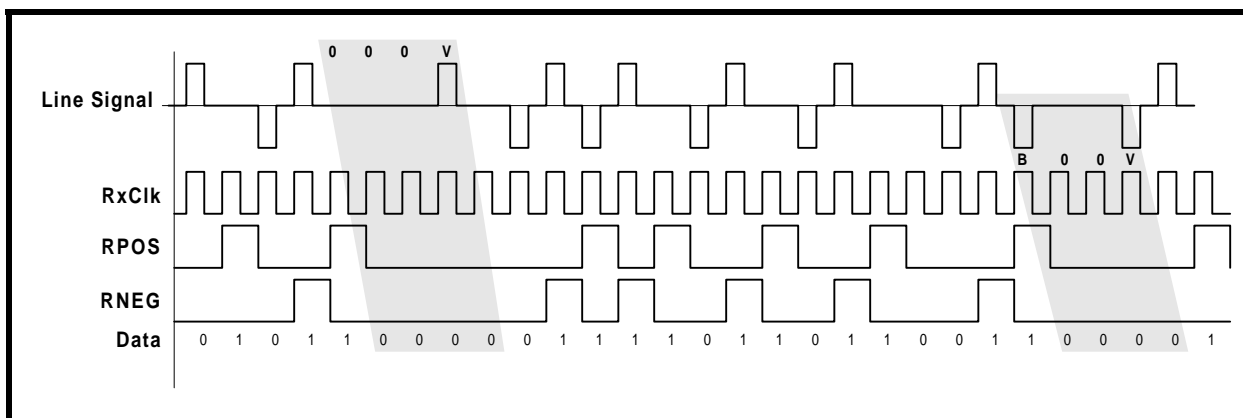 0 0 0 V
Line Signal
B 0 0 V
RxClk
RPOS
RNEG
Data 0 1 0 1 1 0 0 0 0 0 1 1 1 1 0 1 1 0 1 1 0 0 1 1 0 0 0 0 1